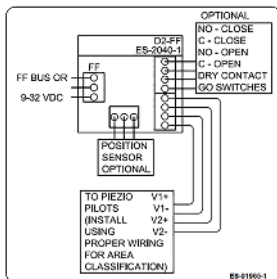 OPTIONAL
NO - CLOSE
C - CLOSE
NO - OPEN
C - OPEN
DRY CONTACT
GO SWITCHES
D2-FF
ES-2040-1
FF
FF BUS OR
9-32 VDC
POSITION
SENSOR
OPTIONAL
TO PIEZIO V1+
PILOTS V1-
(INSTALL V2+
USING V2-
PROPER WIRING
FOR AREA
CLASSIFICATION)
ES-01965-1